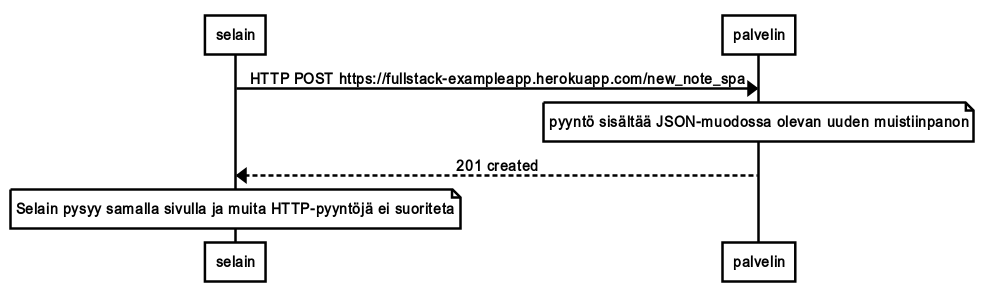 selain palvelin
HTTP POST https://fullstack-exampleapp.herokuapp.com/new_note_spa
pyyntö sisältää JSON-muodossa olevan uuden muistiinpanon
201 created
Selain pysyy samalla sivulla ja muita HTTP-pyyntöjä ei suoriteta
selain palvelin